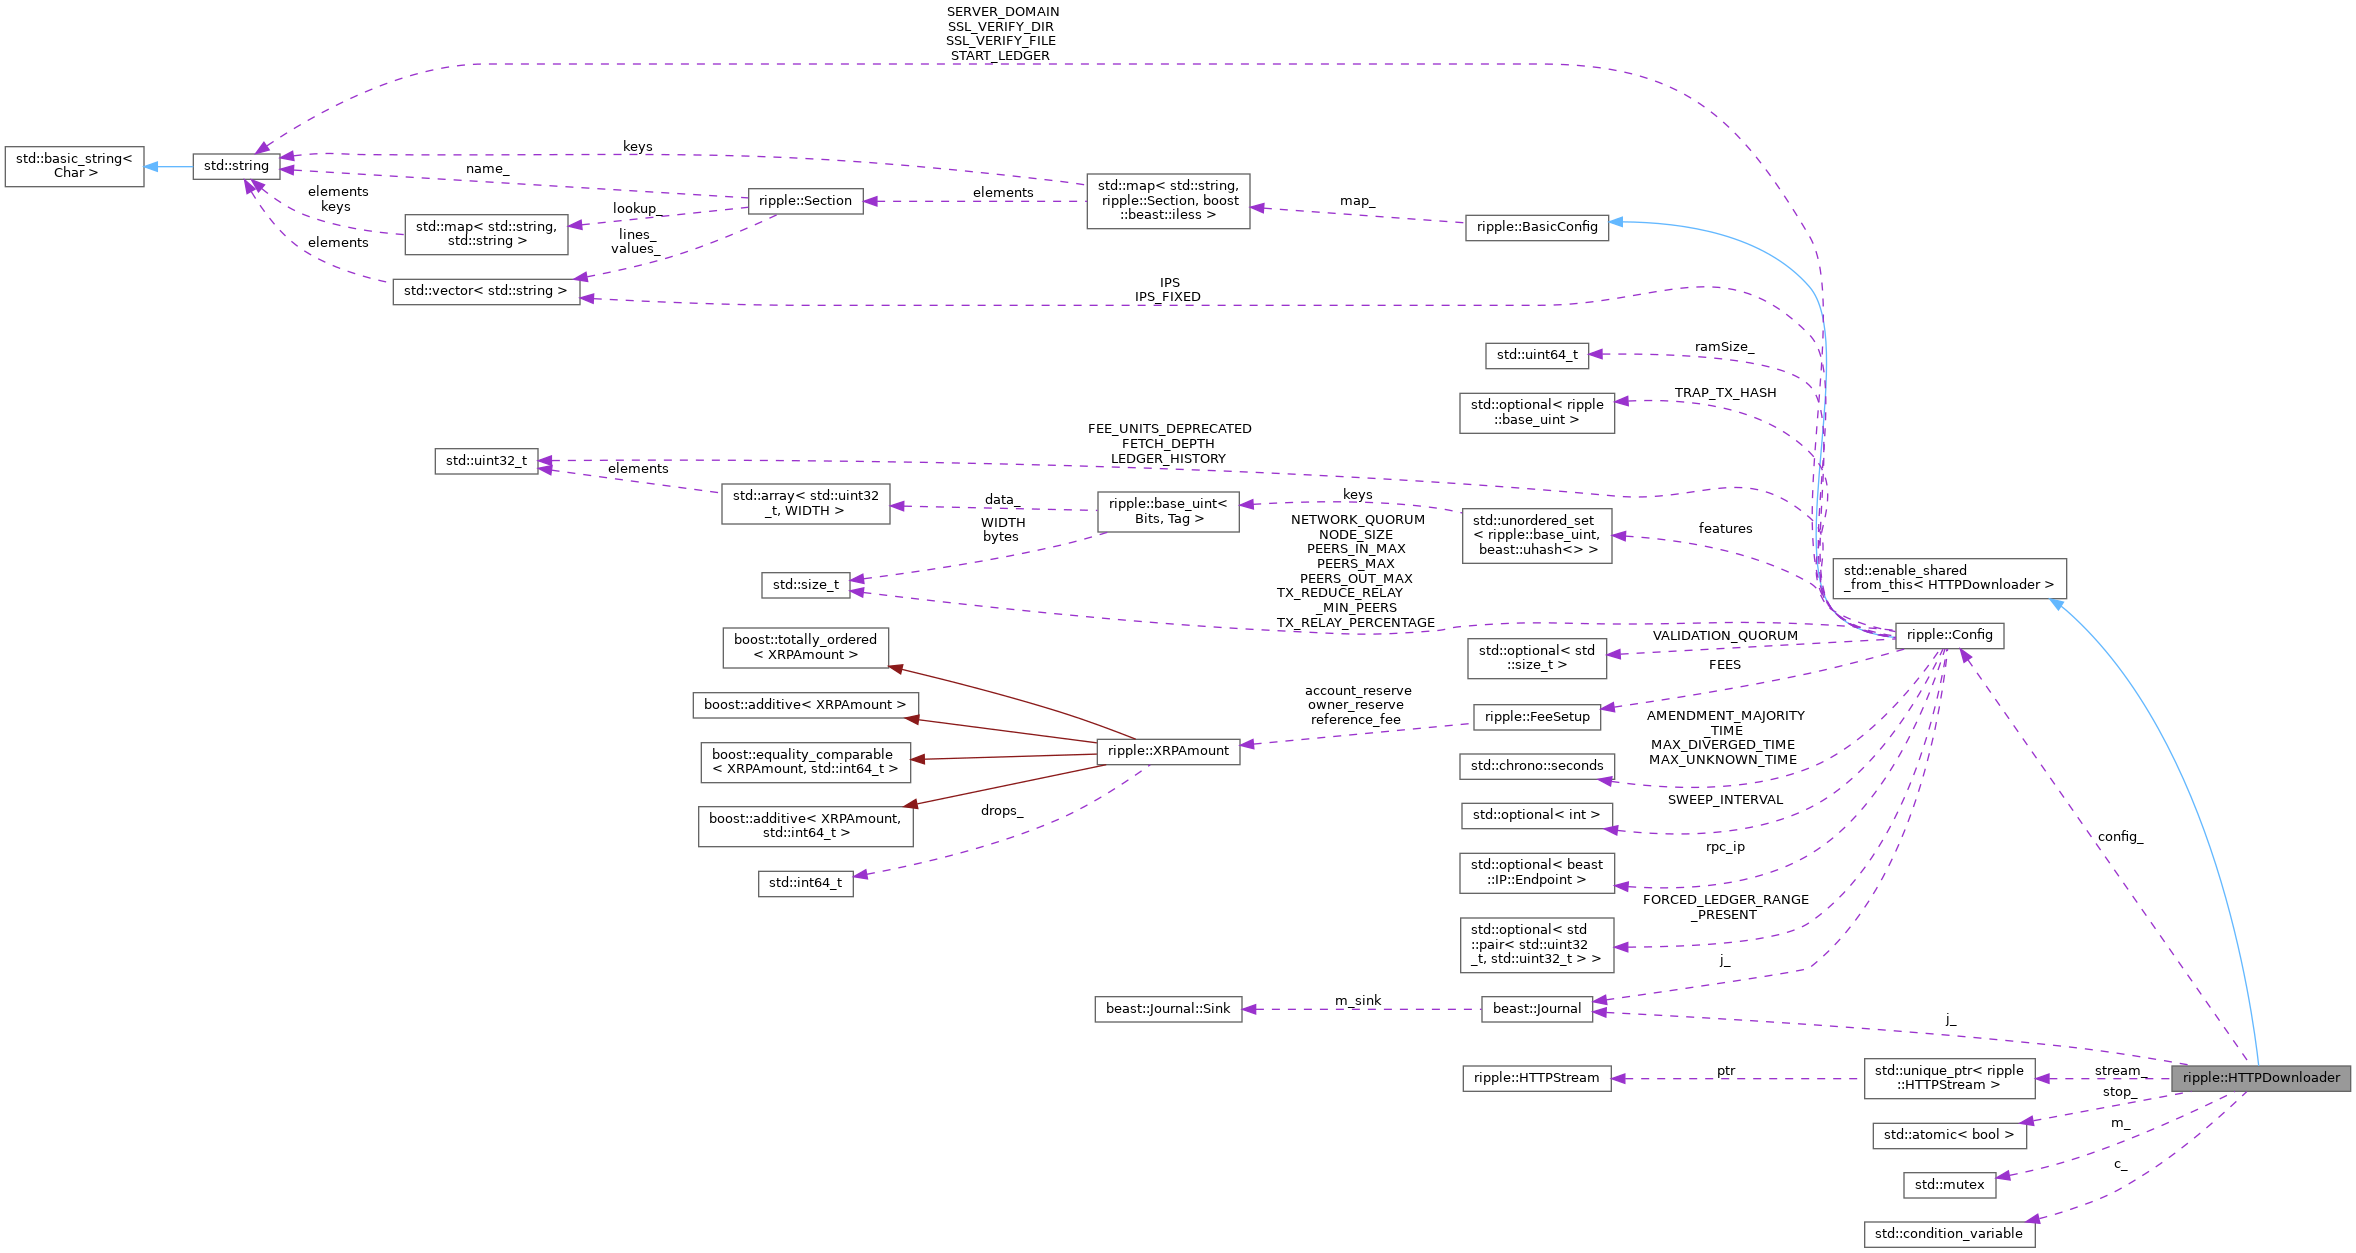 SERVER_DOMAIN
SSL_VERIFY_DIR
SSL_VERIFY_FILE
START_LEDGER
std::basic_string<
Char >
std::string
keys
name_
elements
keys
elements
lookup_
lines_
values_
std::map< std::string,
std::string >
std::vector< std::string >
ripple::Section
elements
std::map< std::string,
ripple::Section, boost
::beast::iless >
map_
ripple::BasicConfig
IPS
IPS_FIXED
std::uint64_t
ramSize_
std::optional< ripple
::base_uint >
TRAP_TX_HASH
FEE_UNITS_DEPRECATED
FETCH_DEPTH
LEDGER_HISTORY
std::uint32_t
elements
std::array< std::uint32
_t, WIDTH >
data_
WIDTH
bytes
ripple::base_uint<
Bits, Tag >
keys
std::unordered_set
< ripple::base_uint,
beast::uhash<> >
features
NETWORK_QUORUM
NODE_SIZE
PEERS_IN_MAX
PEERS_MAX
PEERS_OUT_MAX
TX_REDUCE_RELAY
_MIN_PEERS
TX_RELAY_PERCENTAGE
std::size_t
std::enable_shared
_from_this< HTTPDownloader >
ripple::Config
boost::totally_ordered
< XRPAmount >
boost::additive< XRPAmount >
boost::equality_comparable
< XRPAmount, std::int64_t >
boost::additive< XRPAmount,
std::int64_t >
std::int64_t
drops_
ripple::XRPAmount
account_reserve
owner_reserve
reference_fee
std::optional< std
::size_t >
VALIDATION_QUORUM
FEES
ripple::FeeSetup
AMENDMENT_MAJORITY
_TIME
MAX_DIVERGED_TIME
MAX_UNKNOWN_TIME
std::chrono::seconds
SWEEP_INTERVAL
std::optional< int >
rpc_ip
std::optional< beast
::IP::Endpoint >
FORCED_LEDGER_RANGE
_PRESENT
std::optional< std
::pair< std::uint32
_t, std::uint32_t > >
j_
config_
beast::Journal::Sink
m_sink
beast::Journal
j_
ripple::HTTPStream
ptr
std::unique_ptr< ripple
::HTTPStream >
stream_
ripple::HTTPDownloader
stop_
std::atomic< bool >
m_
std::mutex
c_
std::condition_variable